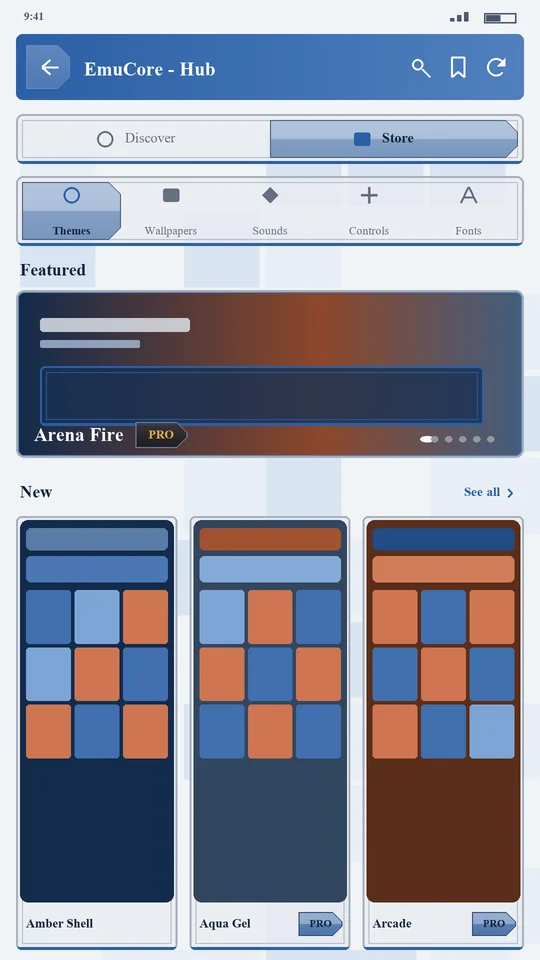 9:41
EmuCore - Hub
Discover
Store
Themes
Wallpapers
Sounds
Controls
Fonts
Featured
Arena Fire
PRO
New
See all
Amber Shell
Aqua Gel
PRO
Arcade
PRO